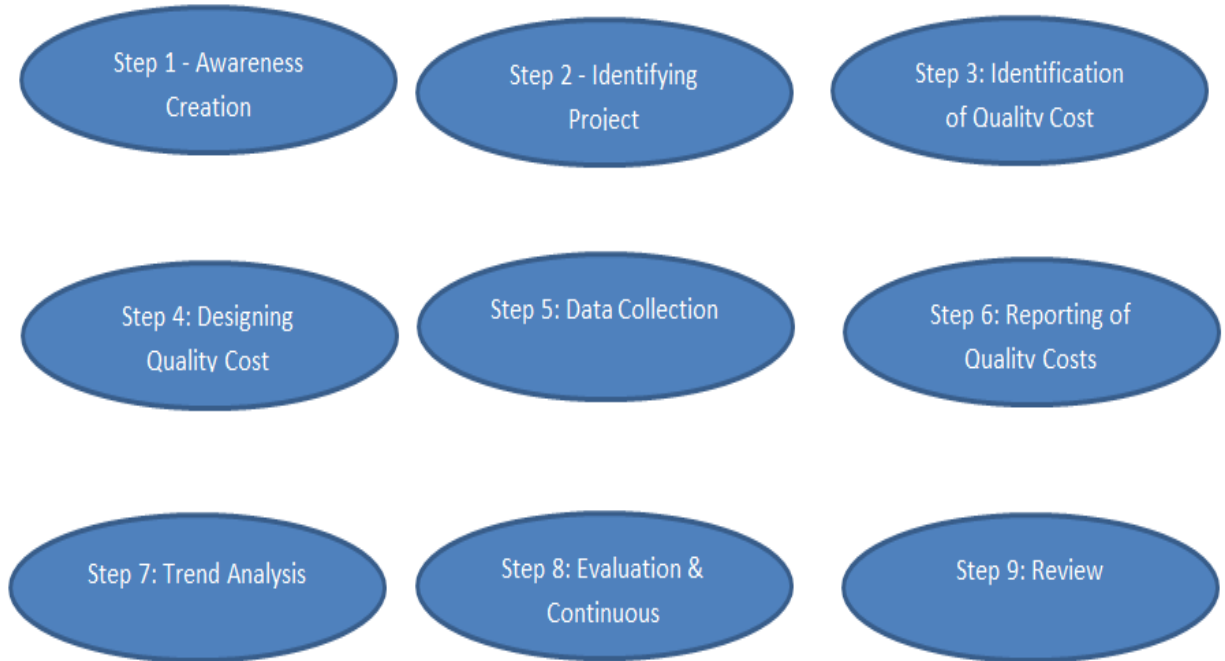 Step 1 - Awareness
Creation
Step 2 - Identifying
Project
Step 3: Identification
of Quality Cost
Step 4: Designing
Quality Cost
Step 5: Data Collection
Step 6: Reporting of
Quality Costs
Step 7: Trend Analysis
Step 8: Evaluation &
Continuous
Step 9: Review